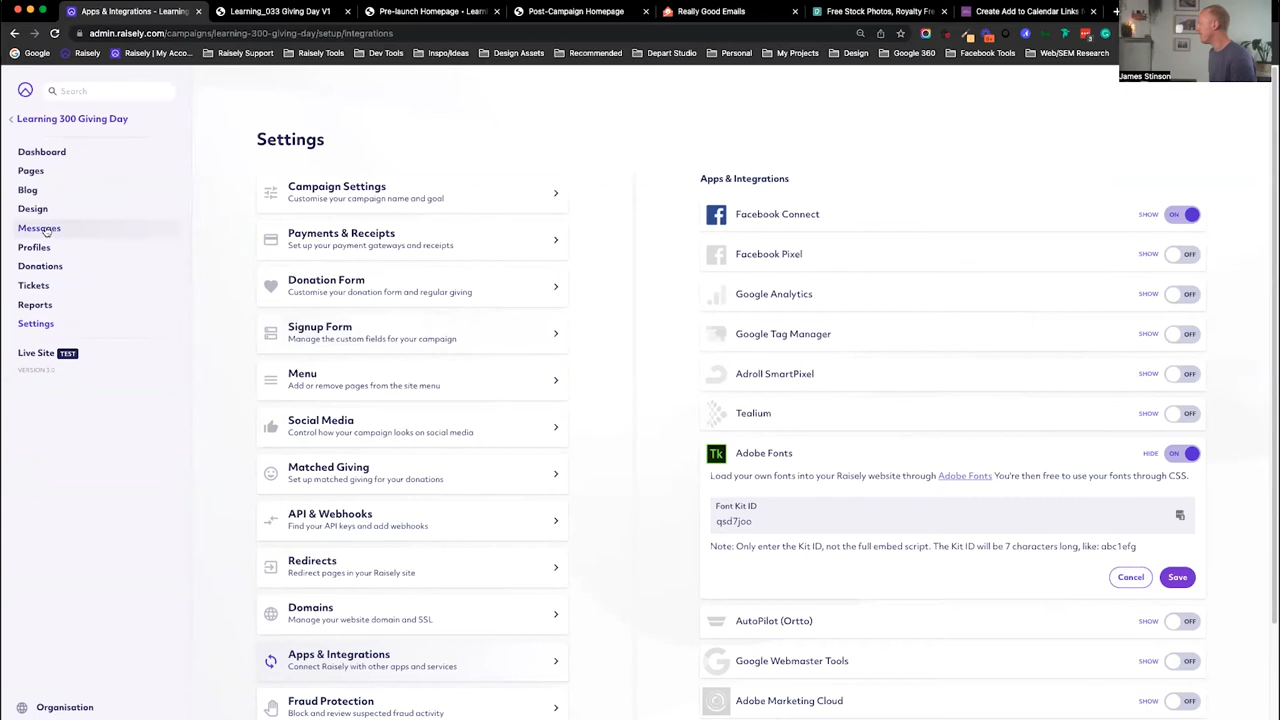 Apps & Integrations - Learning
Learning_033 Giving Day V1
Pre-launch Homepage - Learni
Post-Campaign Homepage
Really Good Emails
Free Stock Photos, Royalty Fre
Create Add to Calendar Links N
admin.raisely.com/campaigns/learning-300-giving-day/setup/integrations
Google
Raisely
Raisely | My Acco...
Raisely Support
Raisely Tools
Dev Tools
Inspo/Ideas
Design Assets
Recommended
Depart Studio
Personal
My Projects
Design
Google 360
Facebook Tools
Web/SEM Research
James Stinson
Search
Learning 300 Giving Day
Dashboard
Pages
Blog
Design
Messages
Profiles
Donations
Tickets
Reports
Settings
Live Site TEST
VERSION 3.0
Organisation
Settings
Campaign Settings
Customise your campaign name and goal
Payments & Receipts
Set up your payment gateways and receipts
Donation Form
Customise your donation form and regular giving
Signup Form
Manage the custom fields for your campaign
Menu
Add or remove pages from the site menu
Social Media
Control how your campaign looks on social media
Matched Giving
Set up matched giving for your donations
API & Webhooks
Find your API keys and add webhooks
Redirects
Redirect pages in your Raisely site
Domains
Manage your website domain and SSL
Apps & Integrations
Connect Raisely with other apps and services
Fraud Protection
Block and review suspected fraud activity
Apps & Integrations
Facebook Connect SHOW ON
Facebook Pixel SHOW OFF
Google Analytics SHOW OFF
Google Tag Manager SHOW OFF
Adroll SmartPixel SHOW OFF
Tealium SHOW OFF
Tk Adobe Fonts HIDE ON
Load your own fonts into your Raisely website through Adobe Fonts You're then free to use your fonts through CSS.
Font Kit ID
qsd7joo
Note: Only enter the Kit ID, not the full embed script. The Kit ID will be 7 characters long, like: abc1efg
Cancel Save
AutoPilot (Ortto) SHOW OFF
Google Webmaster Tools SHOW OFF
Adobe Marketing Cloud SHOW OFF